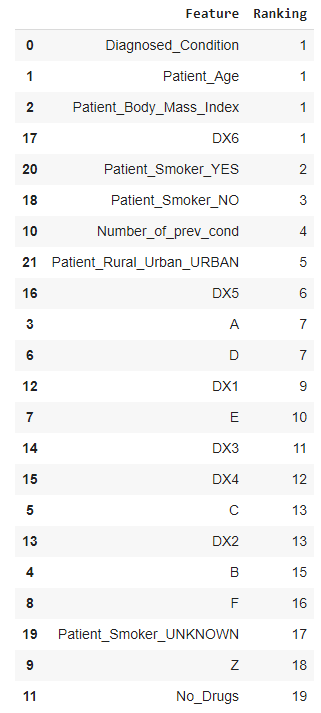 Feature Ranking
0 Diagnosed_Condition 1
1 Patient_Age 1
2 Patient_Body_Mass_Index 1
17 DX6 1
20 Patient_Smoker_YES 2
18 Patient_Smoker_NO 3
10 Number_of_prev_cond 4
21 Patient_Rural_Urban_URBAN 5
16 DX5 6
3 A 7
6 D 7
12 DX1 9
7 E 10
14 DX3 11
15 DX4 12
5 C 13
13 DX2 13
4 B 15
8 F 16
19 Patient_Smoker_UNKNOWN 17
9 Z 18
11 No_Drugs 19